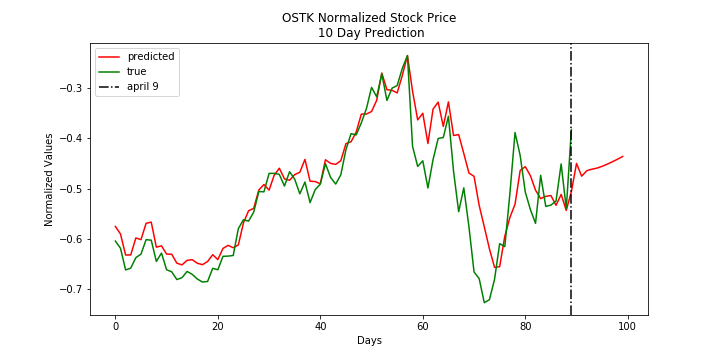 OSTK Normalized Stock Price
10 Day Prediction
predicted
true
april 9
−0.3
−0.4
−0.5
−0.6
−0.7
Normalized Values
0 20 40 60 80 100
Days